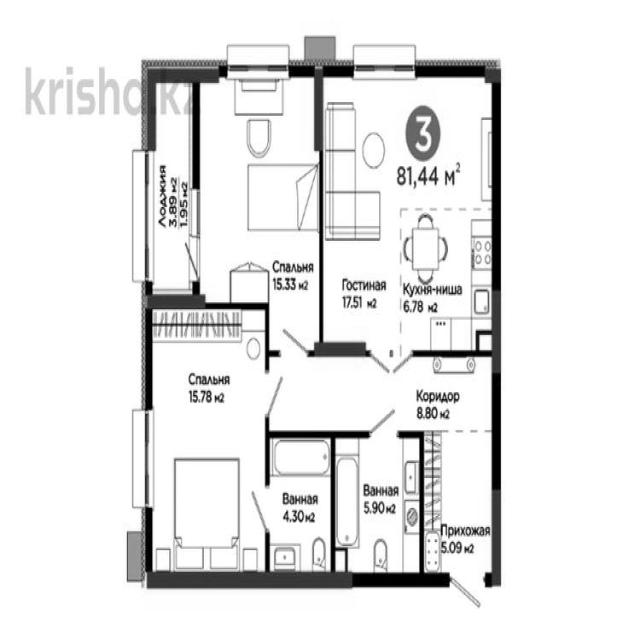 krisha.kz
3
81,44 м²
Лоджия
3.89 м2
1.95 м2
Спальня
15.33 м2
Гостиная
17.51 м2
Кухня-ниша
6.78 м2
Спальня
15.78 м2
Коридор
8.80 м2
Ванная
4.30 м2
Ванная
5.90 м2
Прихожая
5.09 м2